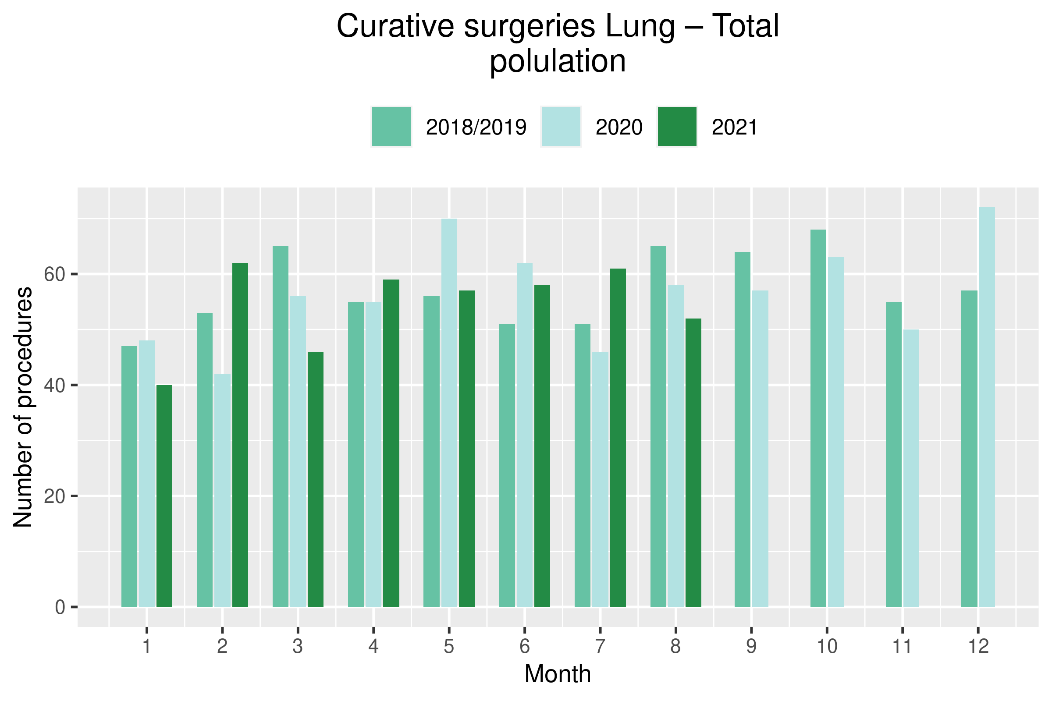 Curative surgeries Lung – Total
polulation
2018/2019 2020 2021
Number of procedures
60
40
20
0
1 2 3 4 5 6 7 8 9 10 11 12
Month